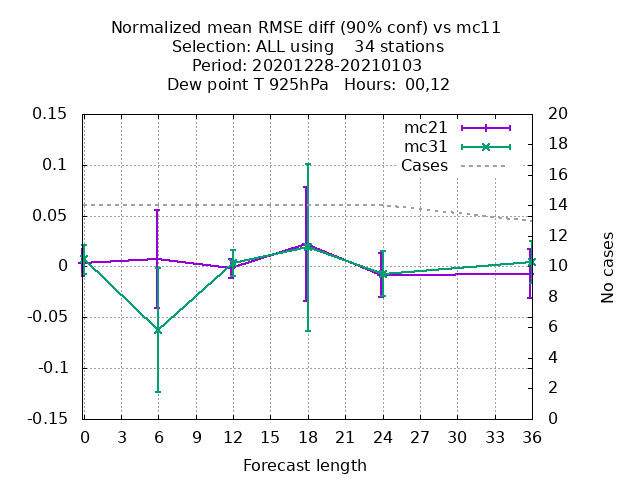 Normalized mean RMSE diff (90% conf) vs mc11
Selection: ALL using    34 stations
Period: 20201228-20210103
Dew point T 925hPa   Hours:  00,12
mc21
mc31
Cases
0.15
0.1
0.05
0
-0.05
-0.1
-0.15
20
18
16
14
12
10
8
6
4
2
0
No cases
0 3 6 9 12 15 18 21 24 27 30 33 36
Forecast length